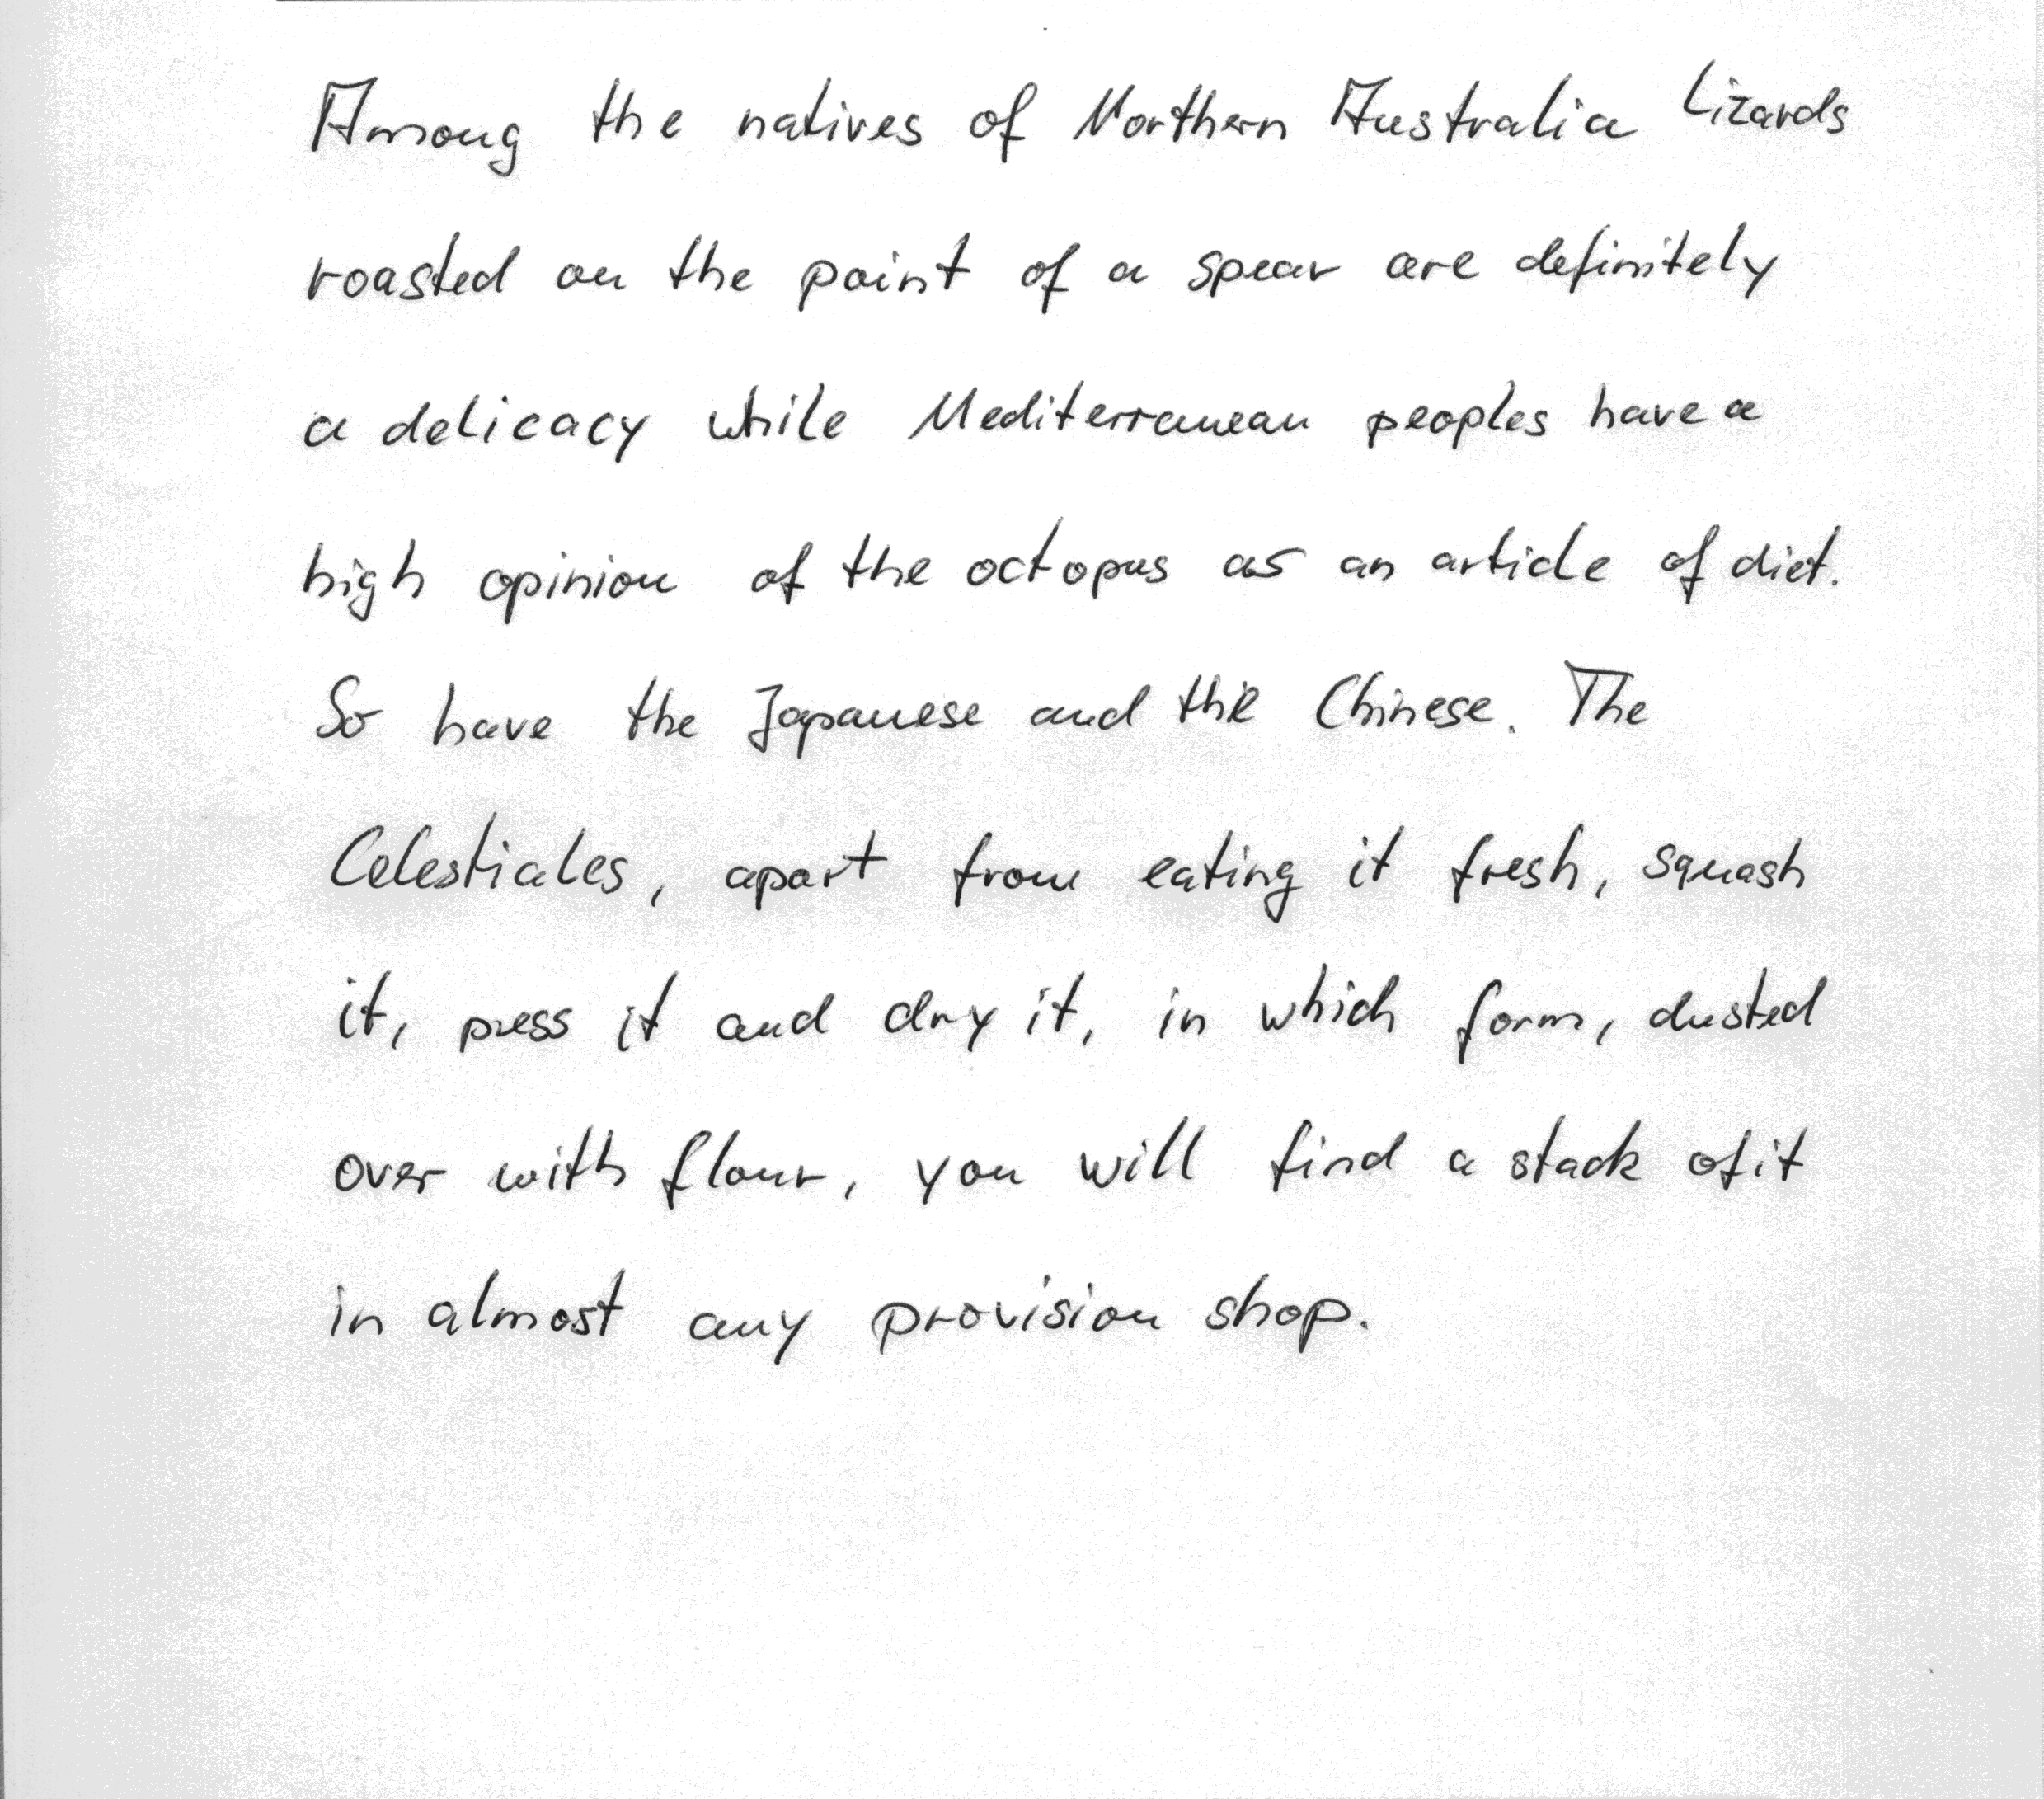 Among the natives of Northern Australia Lizards
roasted on the point of a spear are definitely
a delicacy while Mediterranean peoples have a
high opinion of the octopus as an article of diet.
So have the Japanese and the Chinese. The
Celestiales, apart from eating it fresh, squash
it, press it and dry it, in which form, dusted
over with flour, you will find a stack of it
in almost any provision shop.